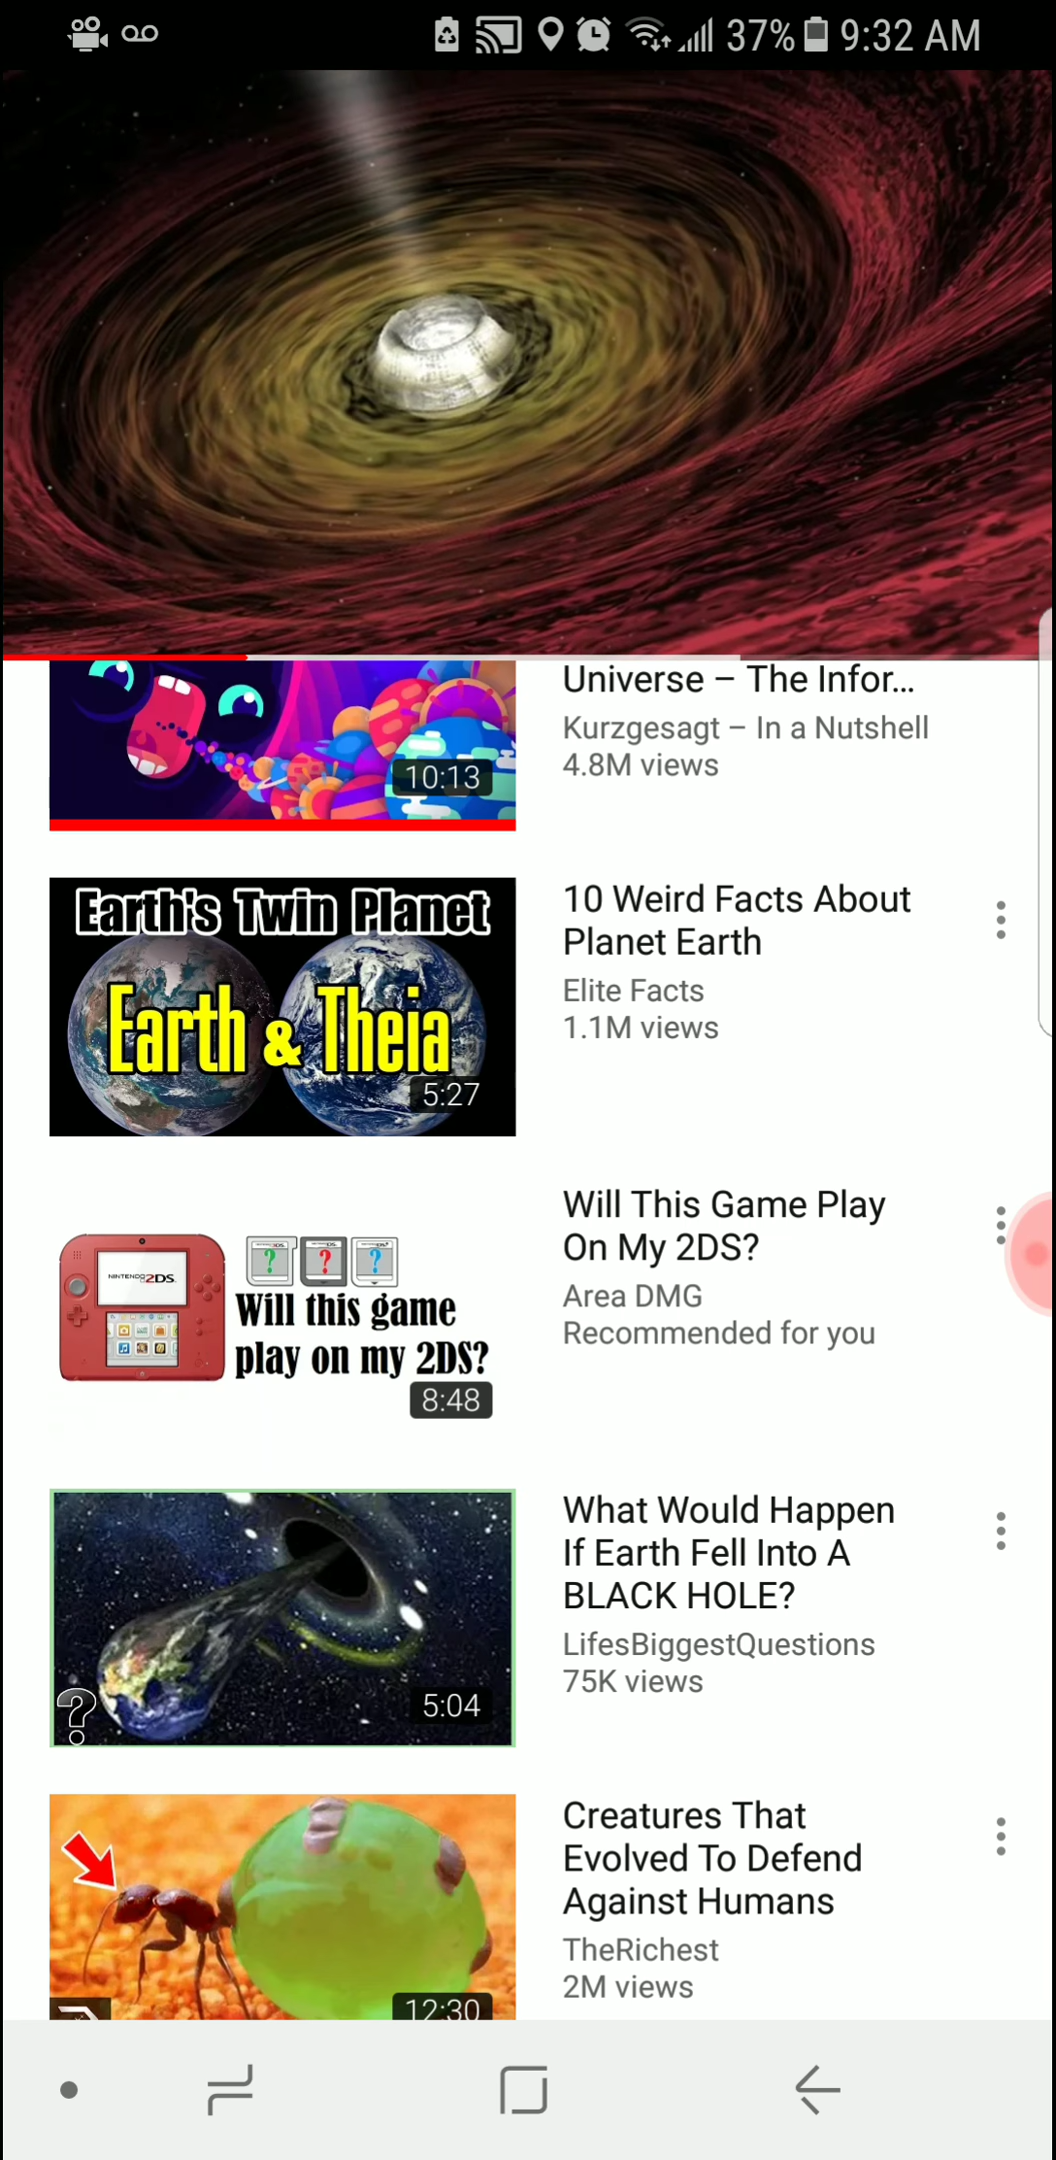 37% 9:32 AM
Universe – The Infor...
Kurzgesagt – In a Nutshell
4.8M views
10:13
Earth's Twin Planet
Earth & Theia
5:27
10 Weird Facts About
Planet Earth
Elite Facts
1.1M views
NINTENDO 2DS
? ? ?
Will this game
play on my 2DS?
8:48
Will This Game Play
On My 2DS?
Area DMG
Recommended for you
?
5:04
What Would Happen
If Earth Fell Into A
BLACK HOLE?
LifesBiggestQuestions
75K views
12:30
Creatures That
Evolved To Defend
Against Humans
TheRichest
2M views